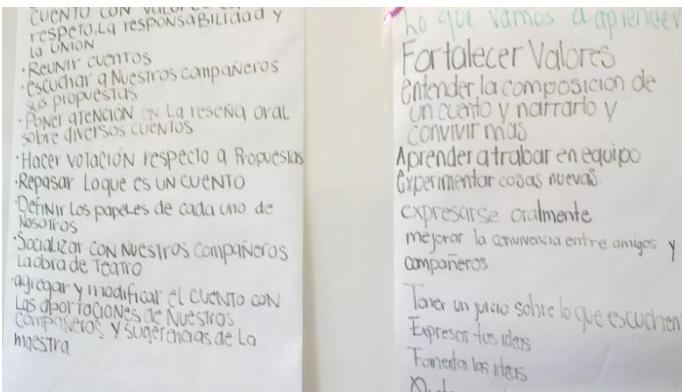 CUENTO CON
respeto, la responsabilidad y
la union
·Reunir cuentos
·escuchar a Nuestros compañeros
sus propuestas
·Poner atención en La reseña oral
sobre diversos cuentos
·Hacer votación respecto a Propuestas
·Repasar Lo que es un cuento
·Definir Los papeles de cada uno de
Nosotros
·Socializar con Nuestros compañeros
La obra de Teatro
·agregar y modificar el cuento con
Las aportaciones de Nuestros
compañeros y sugerencias de La
maestra
Lo que vamos a aprender
Fortalecer Valores
entender la composicion de
un cuento y narrarlo y
convivir mas
Aprender a trabar en equipo
Experimentar cosas nuevas.
expresarse oralmente
mejorar la convivencia entre amigos y
compañeros.
Tener un juicio sobre lo que escuchen
Expresar tus ideas
Fomentar las ideas